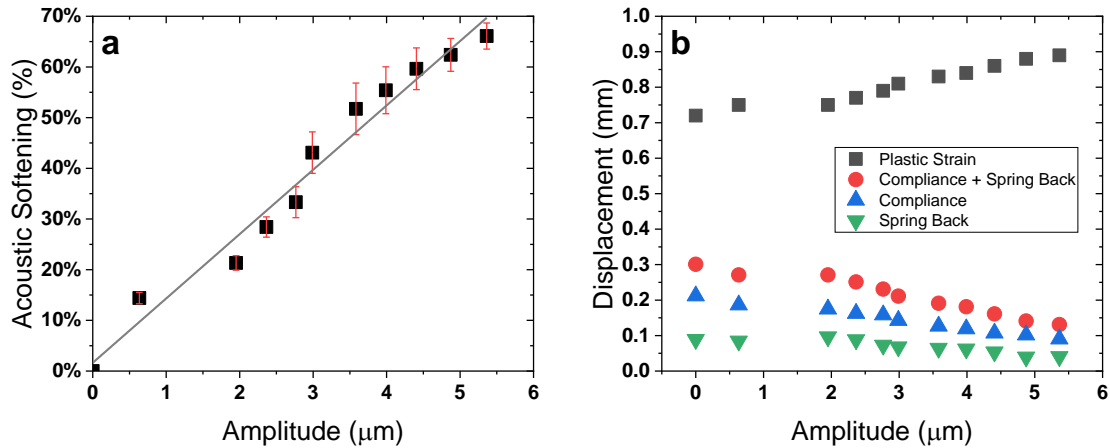 a
70%
60%
50%
40%
30%
20%
10%
0%
Acoustic Softening (%)
0 1 2 3 4 5 6
Amplitude (μm)
b
1.0
0.9
0.8
0.7
0.6
0.5
0.4
0.3
0.2
0.1
0.0
Displacement (mm)
Plastic Strain
Compliance + Spring Back
Compliance
Spring Back
0 1 2 3 4 5 6
Amplitude (μm)